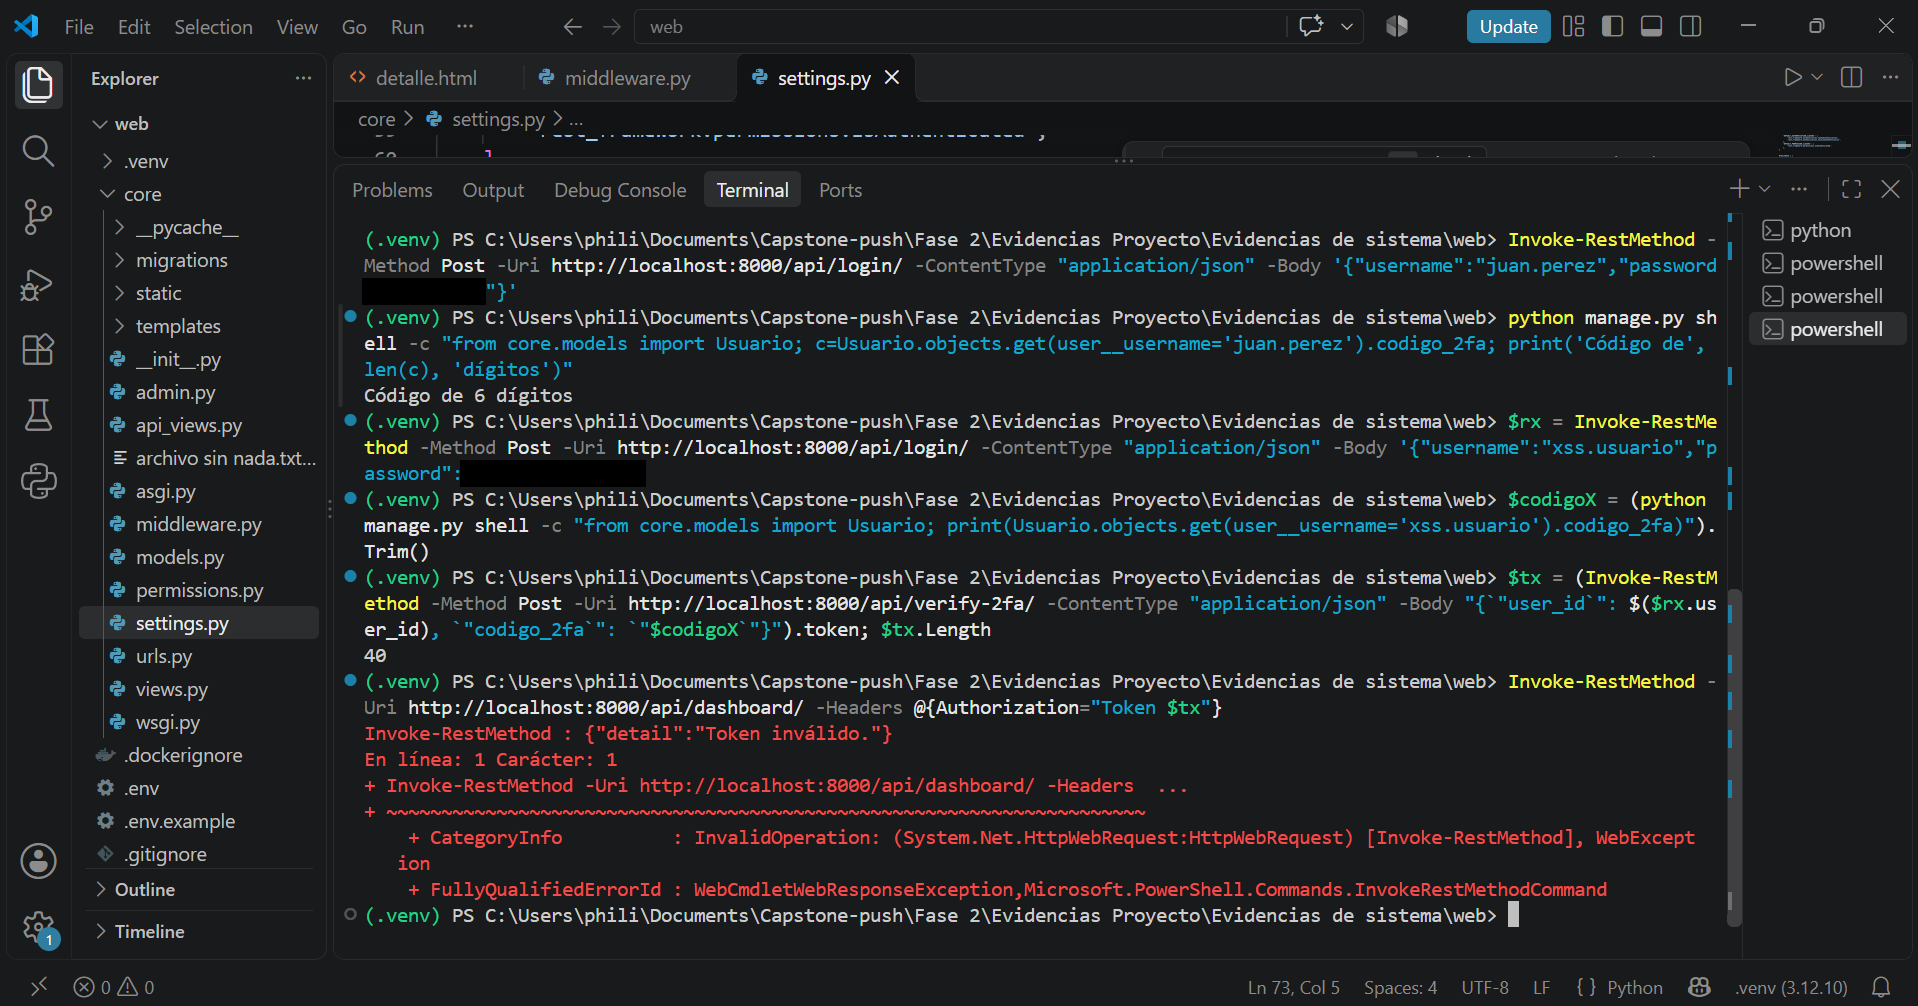 File Edit Selection View Go Run ···
web
Update
Explorer ···
detalle.html middleware.py settings.py
core > settings.py > ...
web
.venv
core
__pycache__
migrations
static
templates
__init__.py
admin.py
api_views.py
archivo sin nada.txt...
asgi.py
middleware.py
models.py
permissions.py
settings.py
urls.py
views.py
wsgi.py
.dockerignore
.env
.env.example
.gitignore
Outline
Timeline
1
Problems Output Debug Console Terminal Ports
(.venv) PS C:\Users\phili\Documents\Capstone-push\Fase 2\Evidencias Proyecto\Evidencias de sistema\web> Invoke-RestMethod -
Method Post -Uri http://localhost:8000/api/login/ -ContentType "application/json" -Body '{"username":"juan.perez","password
"}'
(.venv) PS C:\Users\phili\Documents\Capstone-push\Fase 2\Evidencias Proyecto\Evidencias de sistema\web> python manage.py sh
ell -c "from core.models import Usuario; c=Usuario.objects.get(user__username='juan.perez').codigo_2fa; print('Código de',
len(c), 'dígitos')"
Código de 6 dígitos
(.venv) PS C:\Users\phili\Documents\Capstone-push\Fase 2\Evidencias Proyecto\Evidencias de sistema\web> $rx = Invoke-RestMe
thod -Method Post -Uri http://localhost:8000/api/login/ -ContentType "application/json" -Body '{"username":"xss.usuario","p
assword":
(.venv) PS C:\Users\phili\Documents\Capstone-push\Fase 2\Evidencias Proyecto\Evidencias de sistema\web> $codigoX = (python
manage.py shell -c "from core.models import Usuario; print(Usuario.objects.get(user__username='xss.usuario').codigo_2fa)").
Trim()
(.venv) PS C:\Users\phili\Documents\Capstone-push\Fase 2\Evidencias Proyecto\Evidencias de sistema\web> $tx = (Invoke-RestM
ethod -Method Post -Uri http://localhost:8000/api/verify-2fa/ -ContentType "application/json" -Body "{`"user_id`": $($rx.us
er_id), `"codigo_2fa`": `"$codigoX`"}").token; $tx.Length
40
(.venv) PS C:\Users\phili\Documents\Capstone-push\Fase 2\Evidencias Proyecto\Evidencias de sistema\web> Invoke-RestMethod -
Uri http://localhost:8000/api/dashboard/ -Headers @{Authorization="Token $tx"}
Invoke-RestMethod : {"detail":"Token inválido."}
En línea: 1 Carácter: 1
+ Invoke-RestMethod -Uri http://localhost:8000/api/dashboard/ -Headers ...
+ ~~~~~~~~~~~~~~~~~~~~~~~~~~~~~~~~~~~~~~~~~~~~~~~~~~~~~~~~~~~~~~~~~~~~~
+ CategoryInfo : InvalidOperation: (System.Net.HttpWebRequest:HttpWebRequest) [Invoke-RestMethod], WebExcept
ion
+ FullyQualifiedErrorId : WebCmdletWebResponseException,Microsoft.PowerShell.Commands.InvokeRestMethodCommand
(.venv) PS C:\Users\phili\Documents\Capstone-push\Fase 2\Evidencias Proyecto\Evidencias de sistema\web>
python
powershell
powershell
powershell
0 0
Ln 73, Col 5 Spaces: 4 UTF-8 LF { } Python .venv (3.12.10)